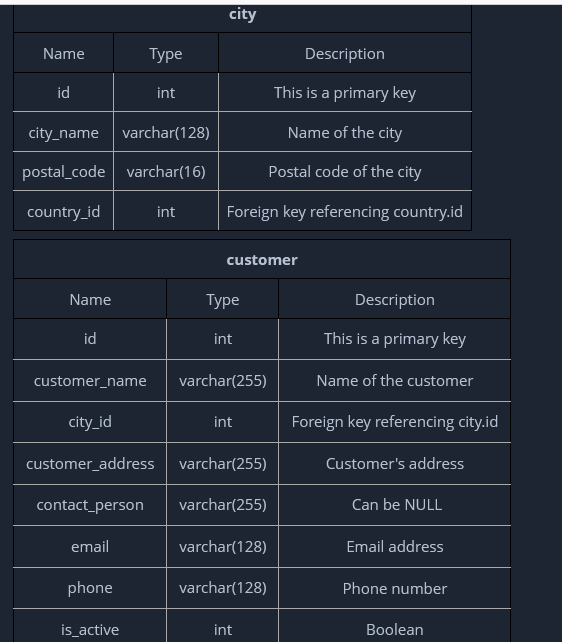 city
Name Type Description
id int This is a primary key
city_name varchar(128) Name of the city
postal_code varchar(16) Postal code of the city
country_id int Foreign key referencing country.id
customer
Name Type Description
id int This is a primary key
customer_name varchar(255) Name of the customer
city_id int Foreign key referencing city.id
customer_address varchar(255) Customer's address
contact_person varchar(255) Can be NULL
email varchar(128) Email address
phone varchar(128) Phone number
is_active int Boolean